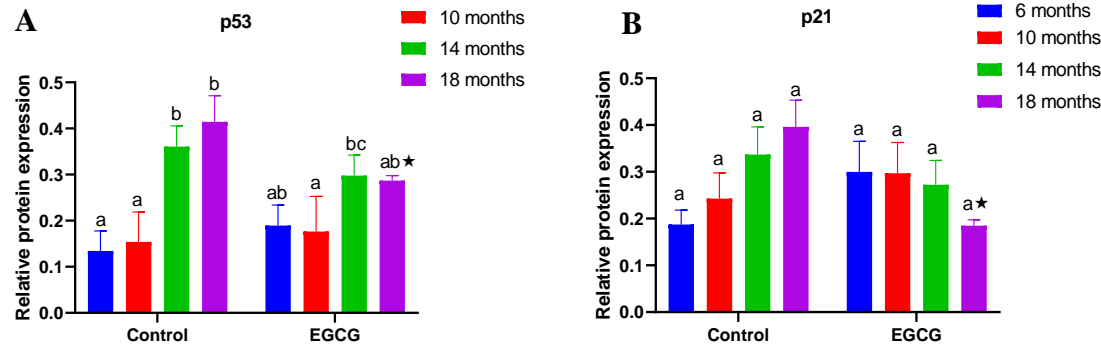 A
p53
10 months
14 months
18 months
Relative protein expression
0.5
0.4
0.3
0.2
0.1
0.0
a
a
b
b
ab
a
bc
ab★
Control
EGCG
B
p21
6 months
10 months
14 months
18 months
Relative protein expression
0.5
0.4
0.3
0.2
0.1
0.0
a
a
a
a
a
a
a
a★
Control
EGCG